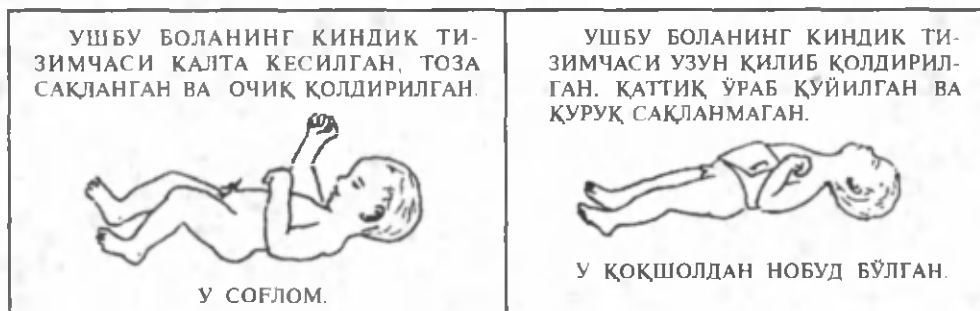 УШБУ БОЛАНИНГ КИНДИК ТИ-
ЗИМЧАСИ КАЛТА КЕСИЛГАН, ТОЗА
САҚЛАНГАН ВА ОЧИҚ ҚОЛДИРИЛГАН.
У СОҒЛОМ.
УШБУ БОЛАНИНГ КИНДИК ТИ-
ЗИМЧАСИ УЗУН ҚИЛИБ ҚОЛДИРИЛ-
ГАН. ҚАТТИҚ ЎРАБ ҚЎЙИЛГАН ВА
ҚУРУҚ САҚЛАНМАГАН.
У ҚОҚШОЛДАН НОБУД БЎЛГАН.